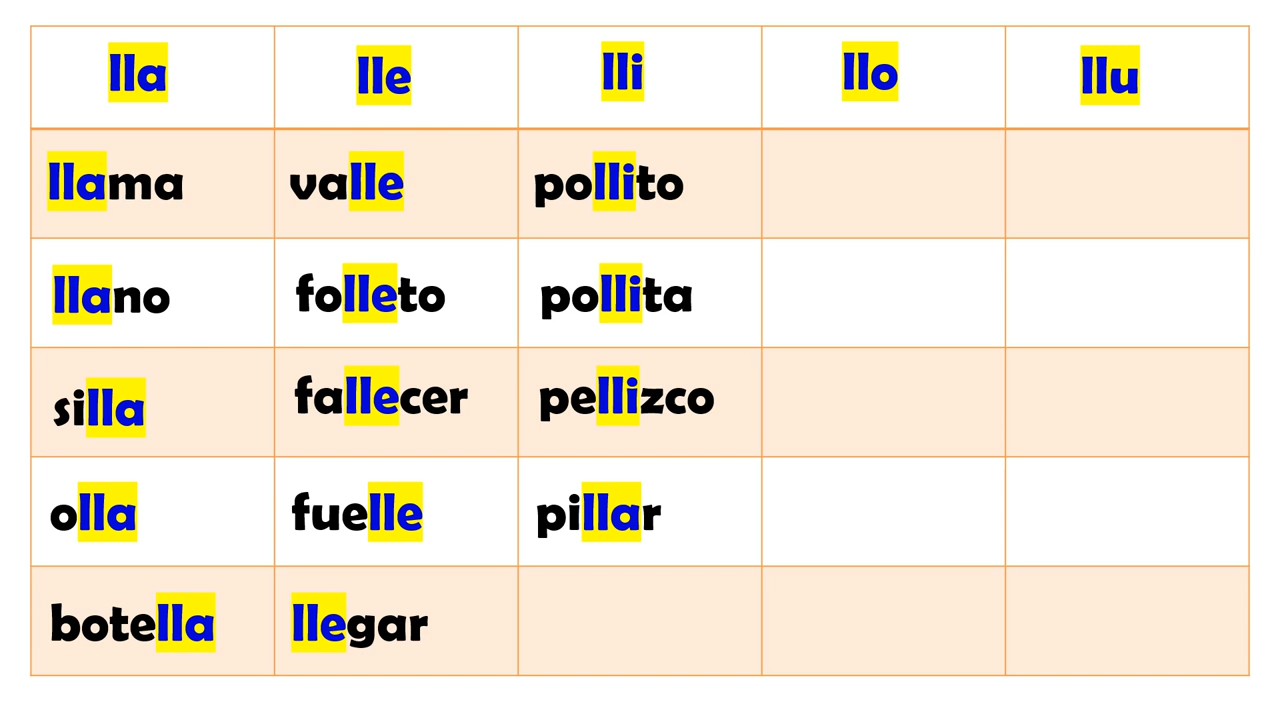 lla lle lli llo llu
llama valle pollito
llano folleto pollita
silla fallecer pellizco
olla fuelle pillar
botella llegar